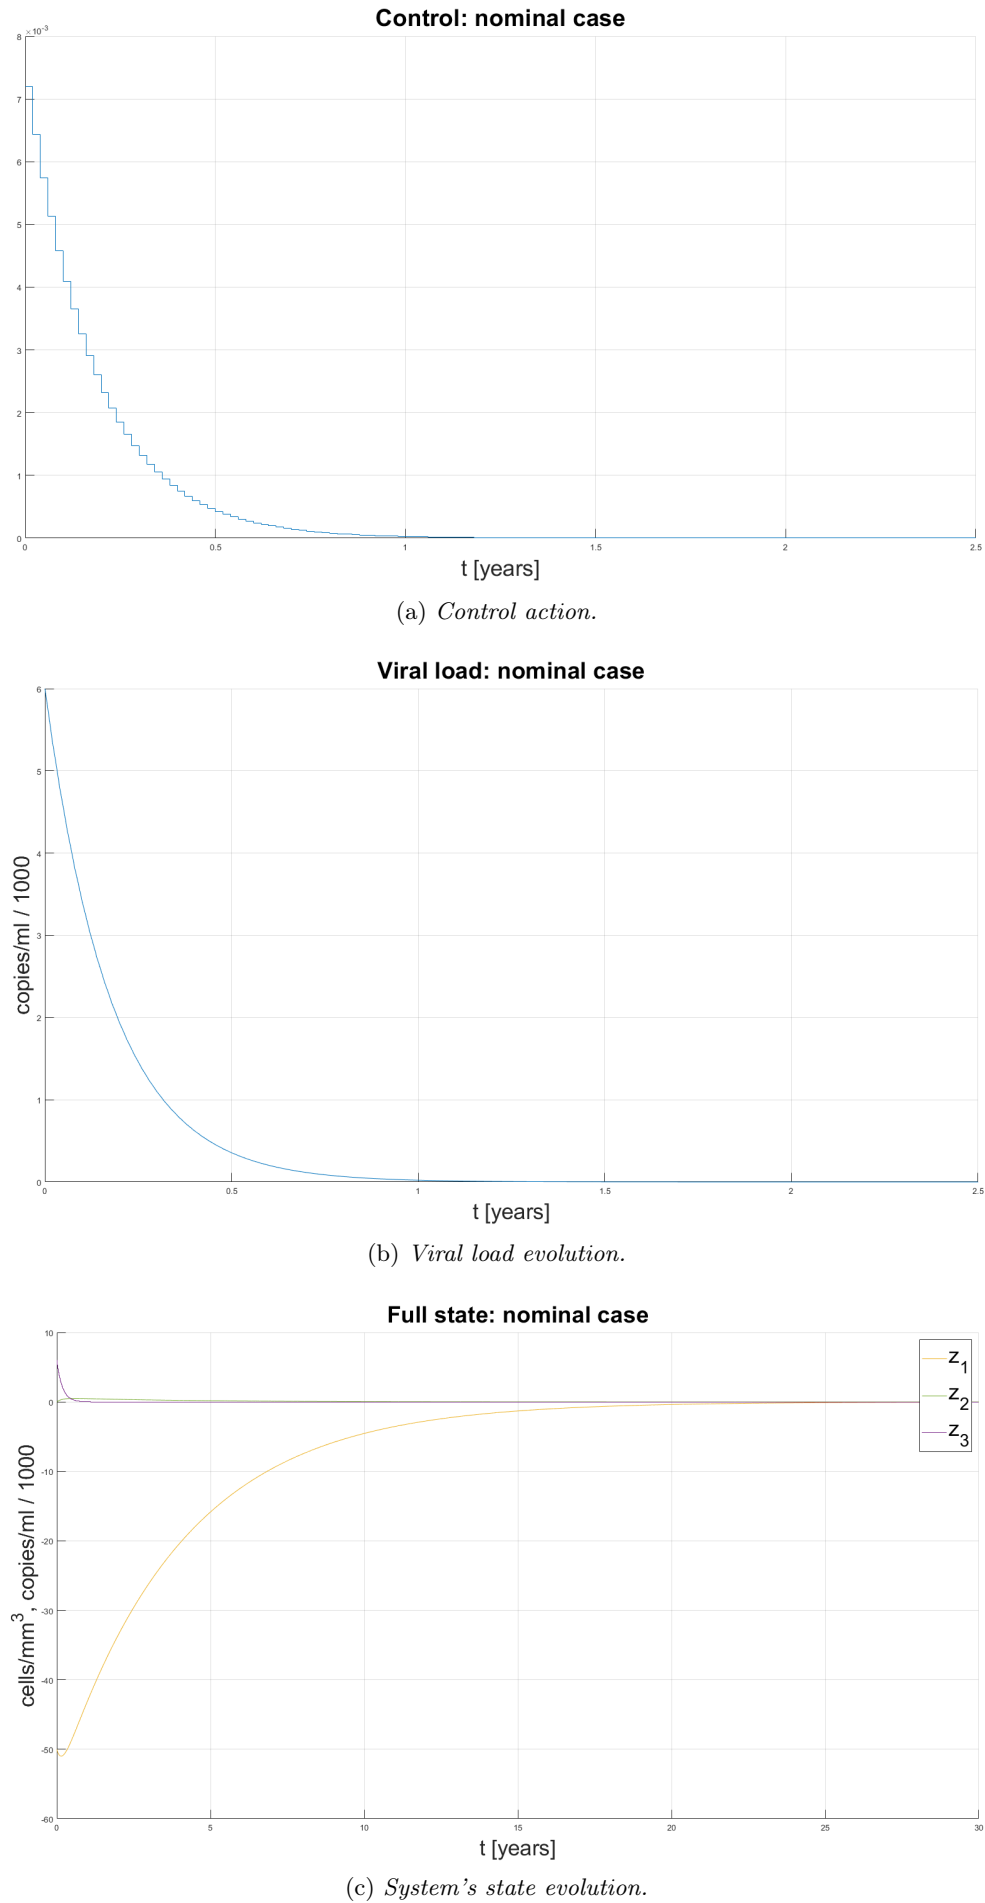 Control: nominal case
×10⁻³
8
7
6
5
4
3
2
1
0
0 0.5 1 1.5 2 2.5
t [years]
(a) Control action.
Viral load: nominal case
copies/ml / 1000
6
5
4
3
2
1
0
0 0.5 1 1.5 2 2.5
t [years]
(b) Viral load evolution.
Full state: nominal case
cells/mm³, copies/ml / 1000
10
0
-10
-20
-30
-40
-50
-60
z₁
z₂
z₃
0 5 10 15 20 25 30
t [years]
(c) System's state evolution.